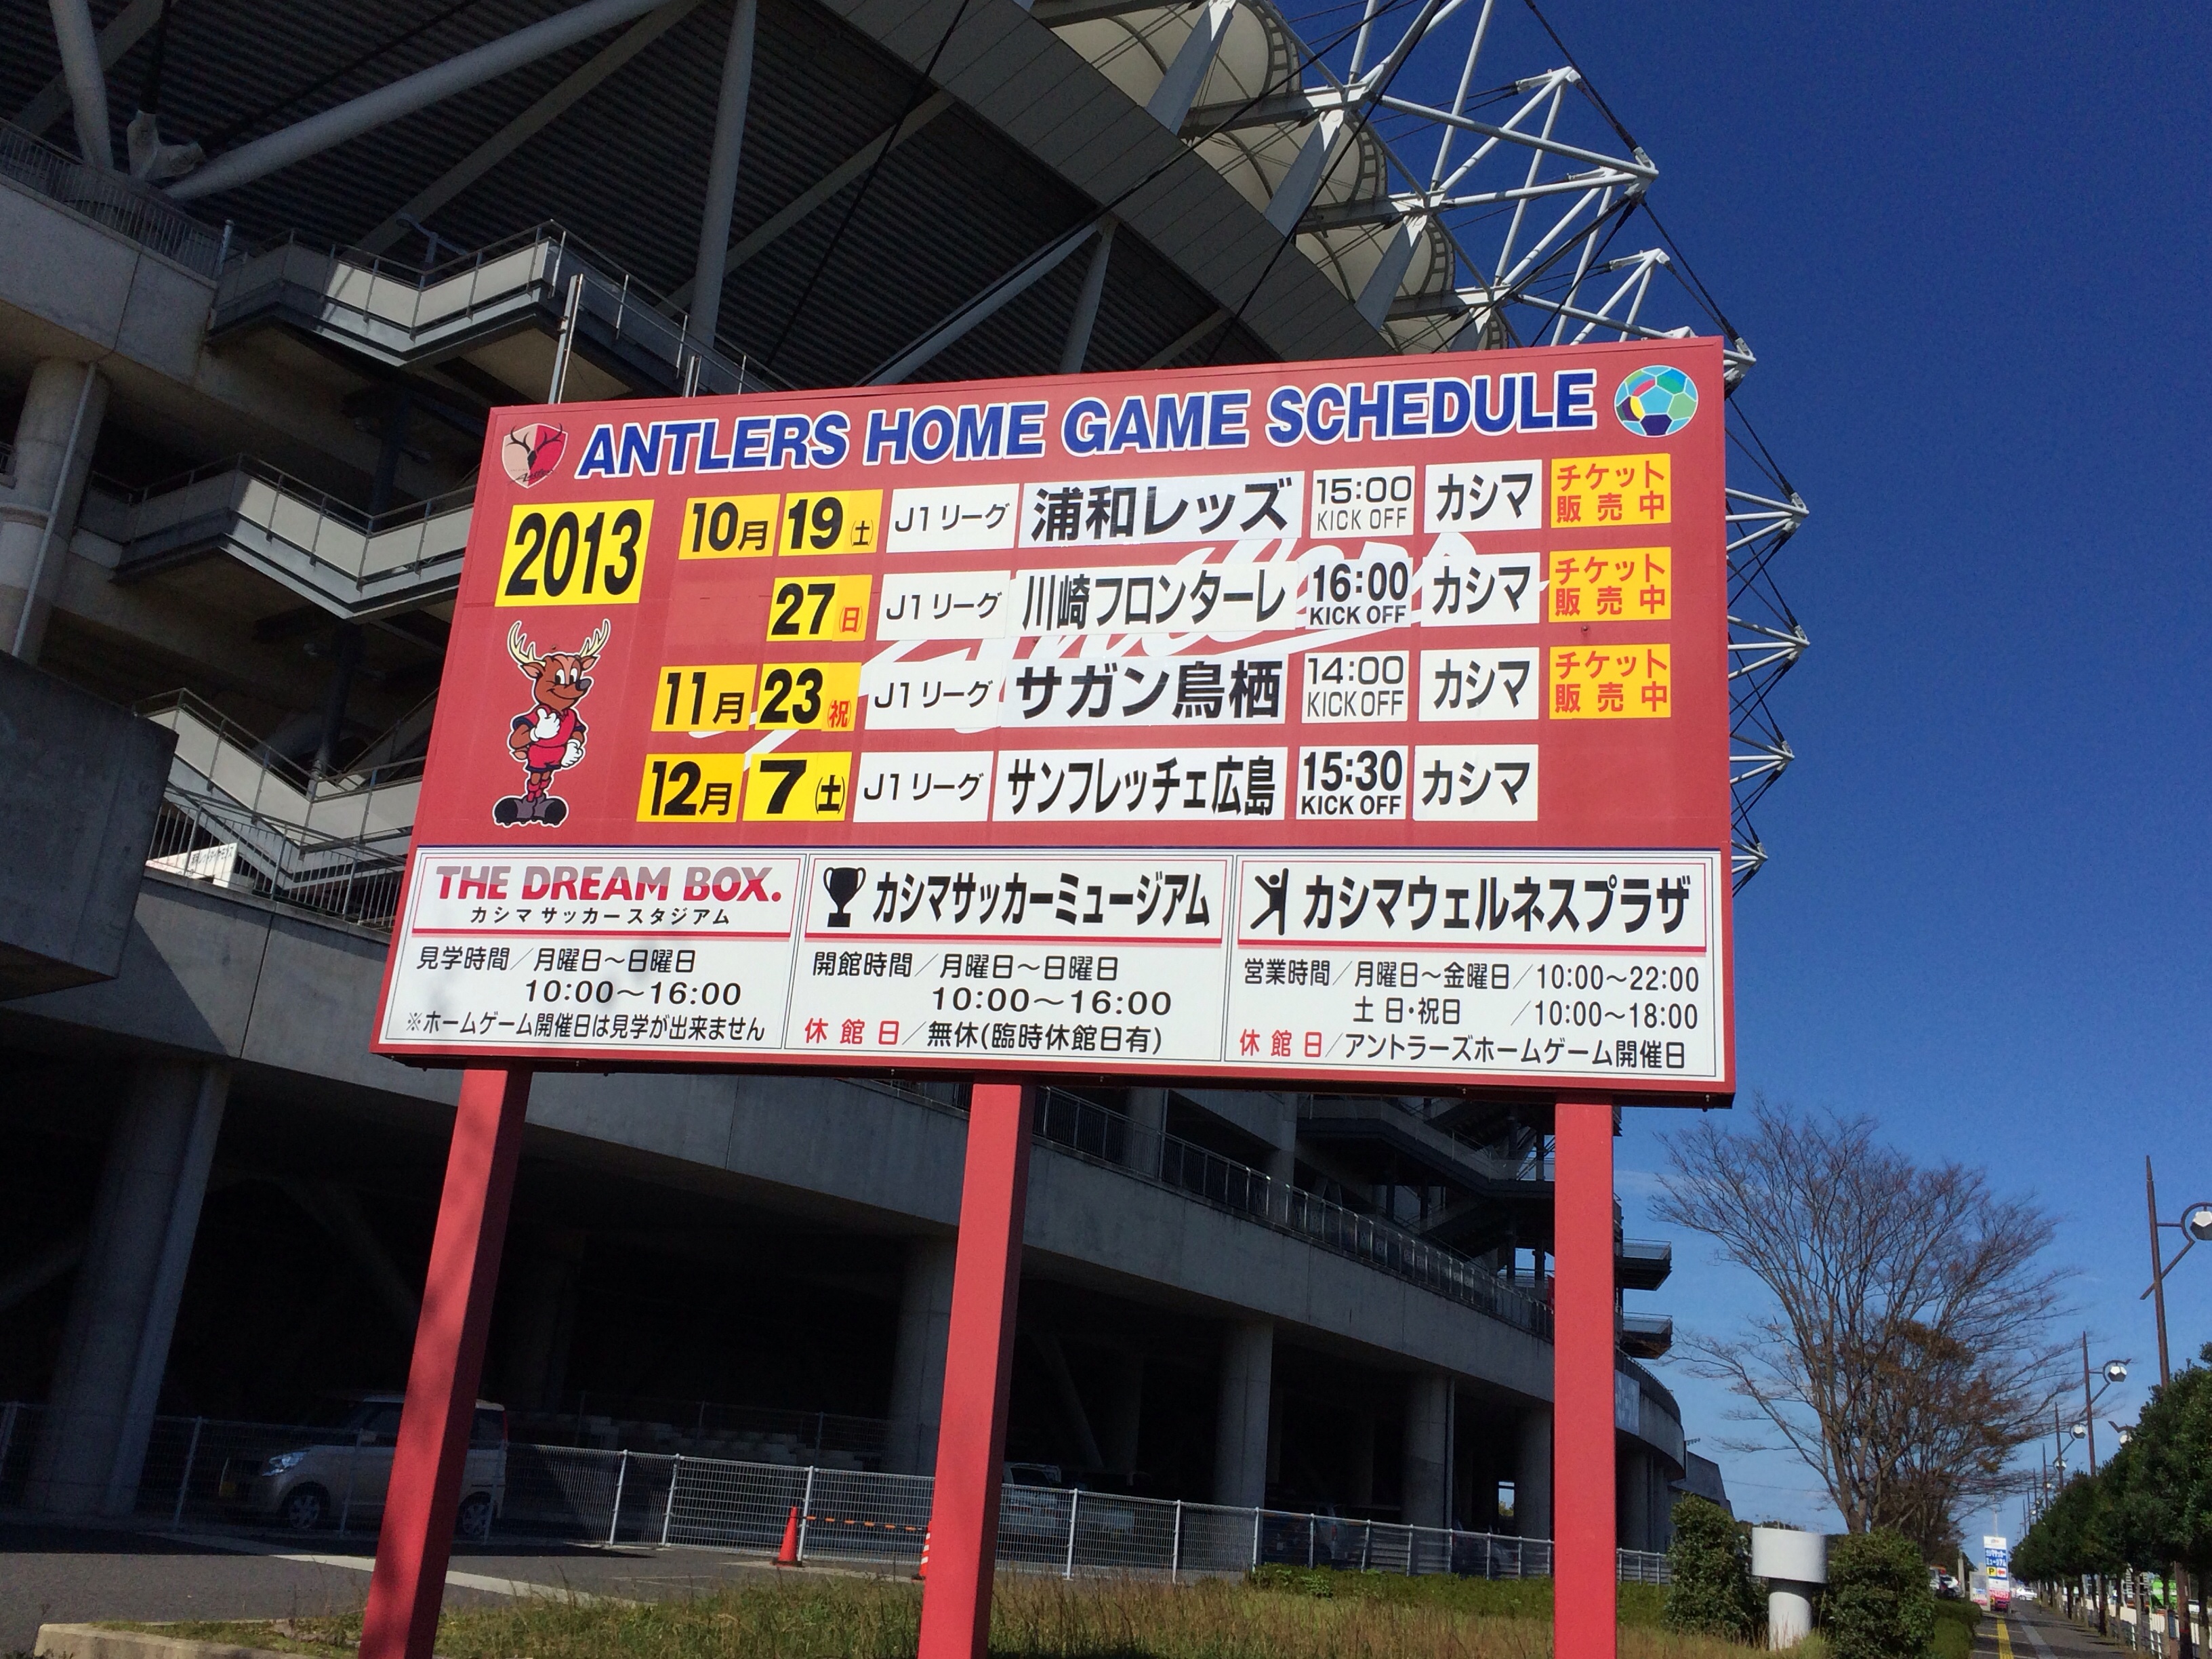 ANTLERS HOME GAME SCHEDULE
2013
10月 19(土) J1リーグ 浦和レッズ 15:00 KICK OFF カシマ チケット販売中
27(日) J1リーグ 川崎フロンターレ 16:00 KICK OFF カシマ チケット販売中
11月 23(祝) J1リーグ サガン鳥栖 14:00 KICK OFF カシマ チケット販売中
12月 7(土) J1リーグ サンフレッチェ広島 15:30 KICK OFF カシマ
THE DREAM BOX.
カシマサッカースタジアム
見学時間/月曜日〜日曜日
10:00〜16:00
※ホームゲーム開催日は見学が出来ません
カシマサッカーミュージアム
開館時間/月曜日〜日曜日
10:00〜16:00
休館日/無休(臨時休館日有)
カシマウェルネスプラザ
営業時間/月曜日〜金曜日/10:00〜22:00
土日・祝日 /10:00〜18:00
休館日/アントラーズホームゲーム開催日